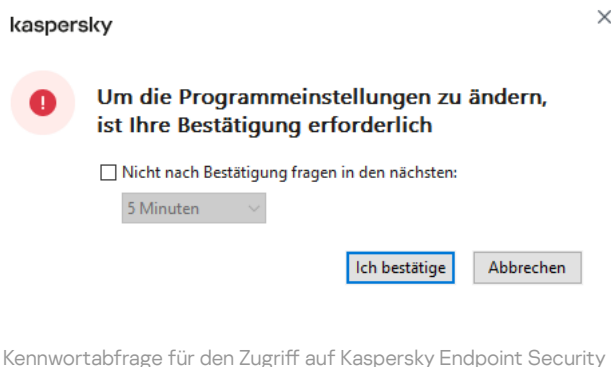 kaspersky
Um die Programmeinstellungen zu ändern,
ist Ihre Bestätigung erforderlich
Nicht nach Bestätigung fragen in den nächsten:
5 Minuten
Ich bestätige Abbrechen
Kennwortabfrage für den Zugriff auf Kaspersky Endpoint Security